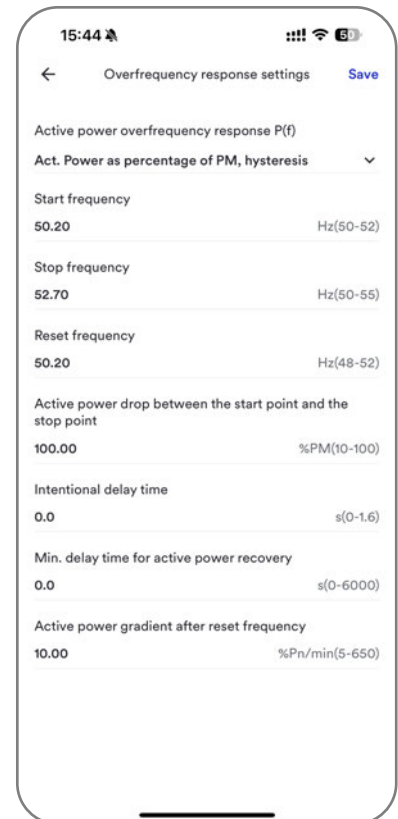 15:44
50
Overfrequency response settings Save
Active power overfrequency response P(f)
Act. Power as percentage of PM, hysteresis
Start frequency
50.20 Hz(50-52)
Stop frequency
52.70 Hz(50-55)
Reset frequency
50.20 Hz(48-52)
Active power drop between the start point and the
stop point
100.00 %PM(10-100)
Intentional delay time
0.0 s(0-1.6)
Min. delay time for active power recovery
0.0 s(0-6000)
Active power gradient after reset frequency
10.00 %Pn/min(5-650)